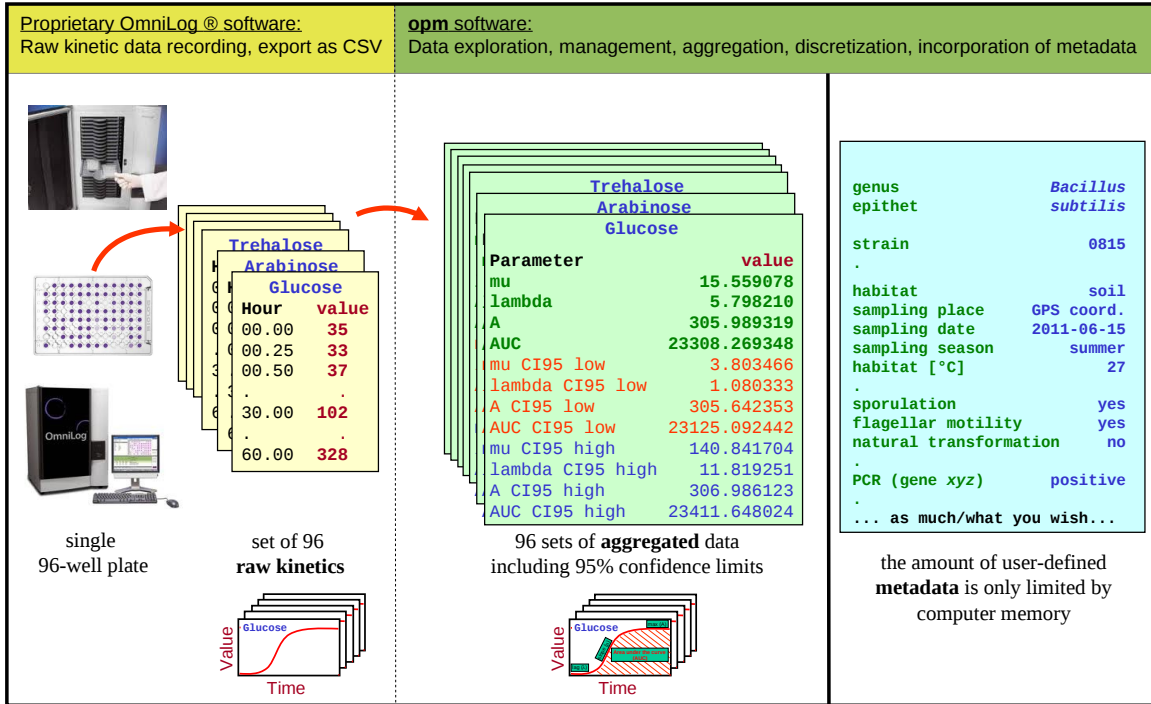 Proprietary OmniLog ® software:
Raw kinetic data recording, export as CSV
opm software:
Data exploration, management, aggregation, discretization, incorporation of metadata
OmniLog
single
96-well plate
Trehalose
Arabinose
Glucose
Hour value
00.00 35
00.25 33
00.50 37
. .
30.00 102
. .
60.00 328
set of 96
raw kinetics
Glucose
Value
Time
Trehalose
Arabinose
Glucose
Parameter value
mu 15.559078
lambda 5.798210
A 305.989319
AUC 23308.269348
mu CI95 low 3.803466
lambda CI95 low 1.080333
A CI95 low 305.642353
AUC CI95 low 23125.092442
mu CI95 high 140.841704
lambda CI95 high 11.819251
A CI95 high 306.986123
AUC CI95 high 23411.648024
96 sets of aggregated data
including 95% confidence limits
Glucose
max (A)
Area under the curve
(AUC)
Value
Time
genus Bacillus
epithet subtilis
strain 0815
.
habitat soil
sampling place GPS coord.
sampling date 2011-06-15
sampling season summer
habitat [°C] 27
.
sporulation yes
flagellar motility yes
natural transformation no
.
PCR (gene xyz) positive
.
... as much/what you wish...
the amount of user-defined
metadata is only limited by
computer memory